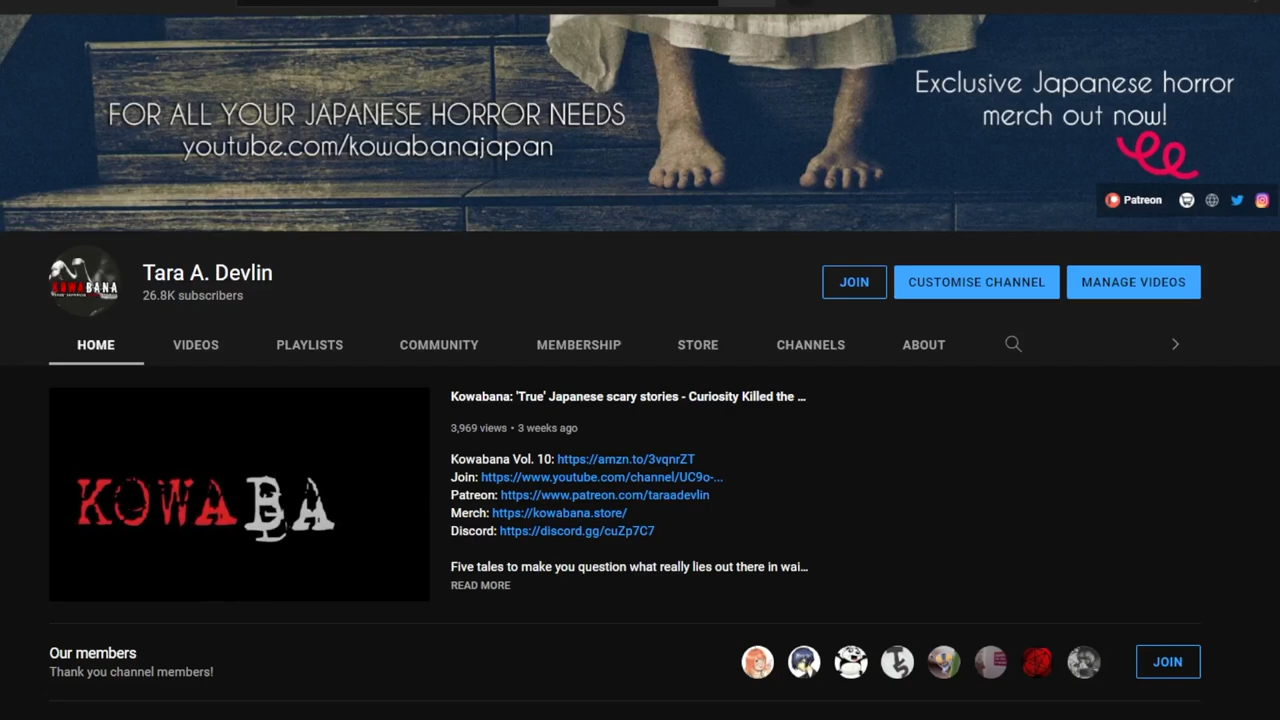 FOR ALL YOUR JAPANESE HORROR NEEDS
youtube.com/kowabanajapan
Exclusive Japanese horror
merch out now!
Patreon
KOWABANA
Tara A. Devlin
26.8K subscribers
JOIN
CUSTOMISE CHANNEL
MANAGE VIDEOS
HOME
VIDEOS
PLAYLISTS
COMMUNITY
MEMBERSHIP
STORE
CHANNELS
ABOUT
KOWABA
Kowabana: 'True' Japanese scary stories - Curiosity Killed the ...
3,969 views • 3 weeks ago
Kowabana Vol. 10: https://amzn.to/3vqnrZT
Join: https://www.youtube.com/channel/UC9o-...
Patreon: https://www.patreon.com/taraadevlin
Merch: https://kowabana.store/
Discord: https://discord.gg/cuZp7C7
Five tales to make you question what really lies out there in wai...
READ MORE
Our members
Thank you channel members!
JOIN